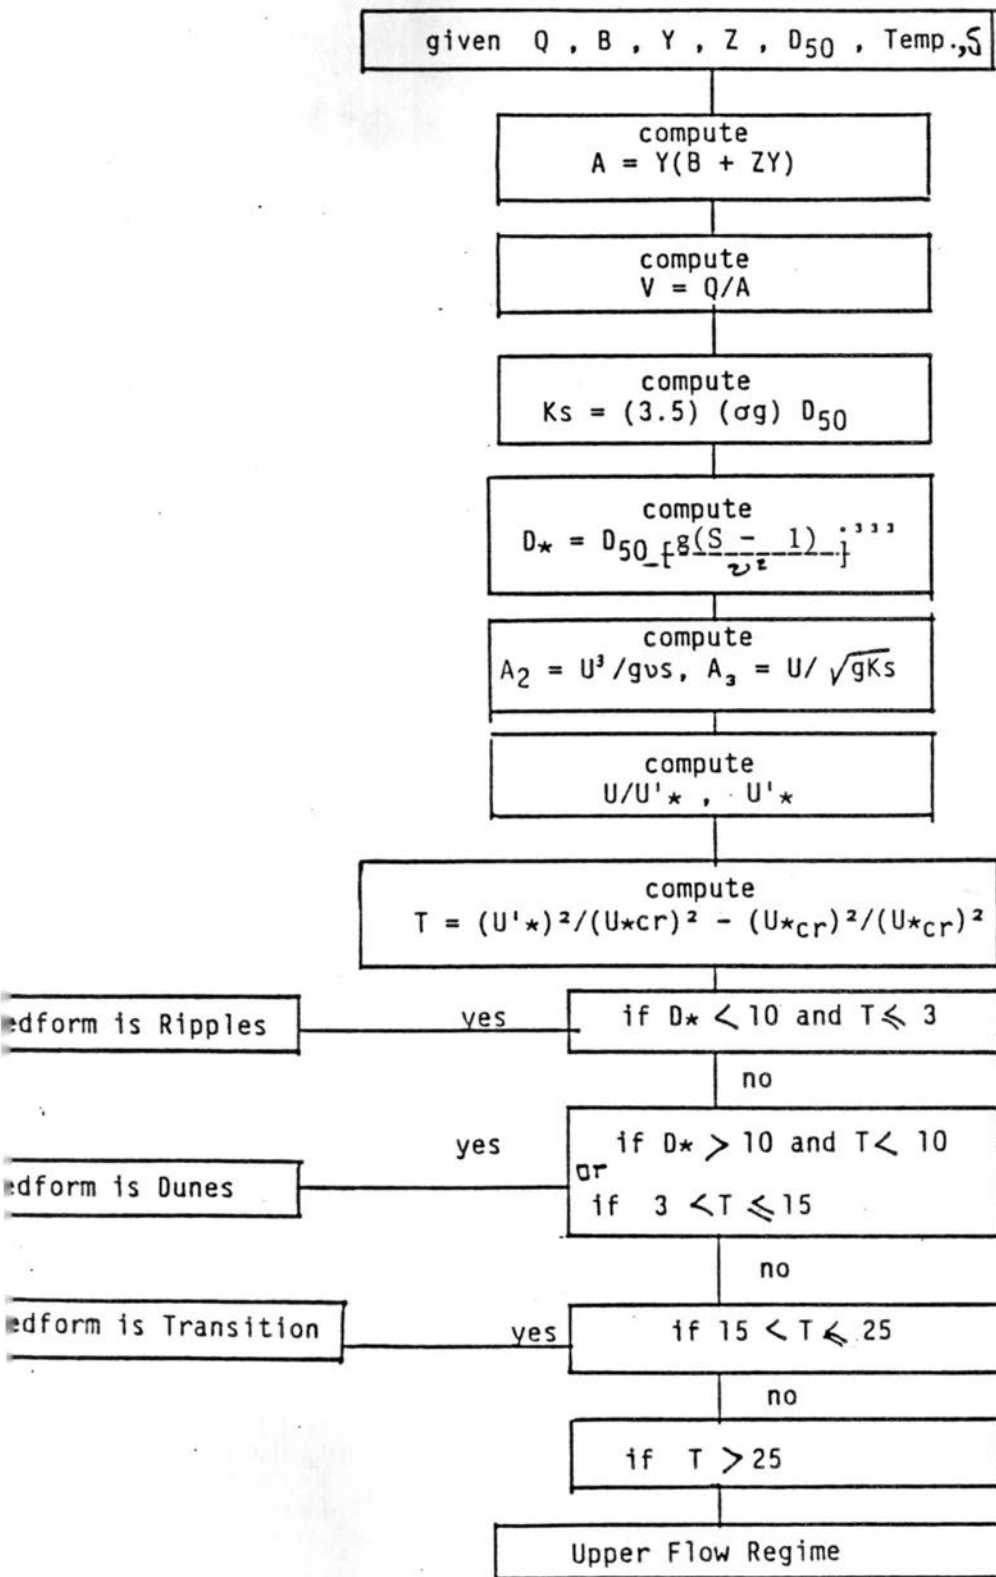 given Q , B , Y , Z , D50 , Temp.,S
compute
A = Y(B + ZY)
compute
V = Q/A
compute
Ks = (3.5) (σg) D50
compute
D* = D50 [g(S - 1)/ν²]·³³³
compute
A2 = U³/gνs, A₃ = U/ √gKs
compute
U/U'* , U'*
compute
T = (U'*)²/(U*cr)² - (U*cr)²/(U*cr)²
edform is Ripples
yes
if D* < 10 and T ⩽ 3
no
yes
if D* > 10 and T < 10
or
edform is Dunes
if 3 < T ⩽ 15
no
edform is Transition
yes
if 15 < T ⩽ 25
no
if T > 25
Upper Flow Regime